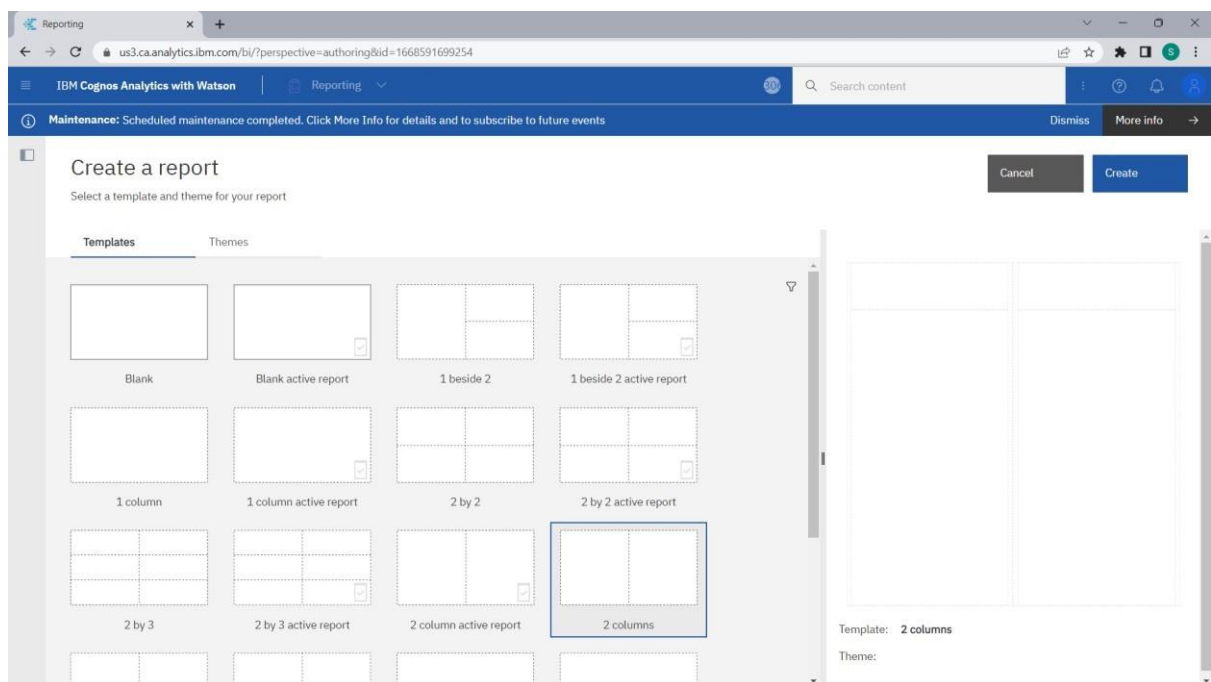 Reporting
us3.ca.analytics.ibm.com/bi/?perspective=authoring&id=1668591699254
S
IBM Cognos Analytics with Watson Reporting 30 Search content
Maintenance: Scheduled maintenance completed. Click More Info for details and to subscribe to future events Dismiss More info
Create a report Cancel Create
Select a template and theme for your report
Templates Themes
Blank Blank active report 1 beside 2 1 beside 2 active report
1 column 1 column active report 2 by 2 2 by 2 active report
2 by 3 2 by 3 active report 2 column active report 2 columns
Template: 2 columns
Theme: